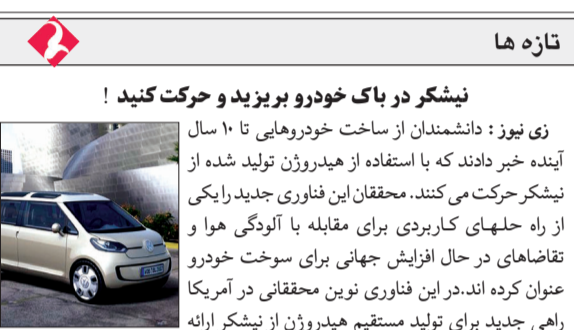 تازه ها
نیشکر در باک خودرو بریزید و حرکت کنید !
زی نیوز : دانشمندان از ساخت خودروهایی تا ۱۰ سال
آینده خبر دادند که با استفاده از هیدروژن تولید شده از
نیشکر حرکت می کنند. محققان این فناوری جدید را یکی
از راه حلهای کاربردی برای مقابله با آلودگی هوا و
تقاضاهای در حال افزایش جهانی برای سوخت خودرو
عنوان کرده اند.در این فناوری نوین محققانی در آمریکا
راهی جدید برای تولید مستقیم هیدروژن از نیشکر ارائه